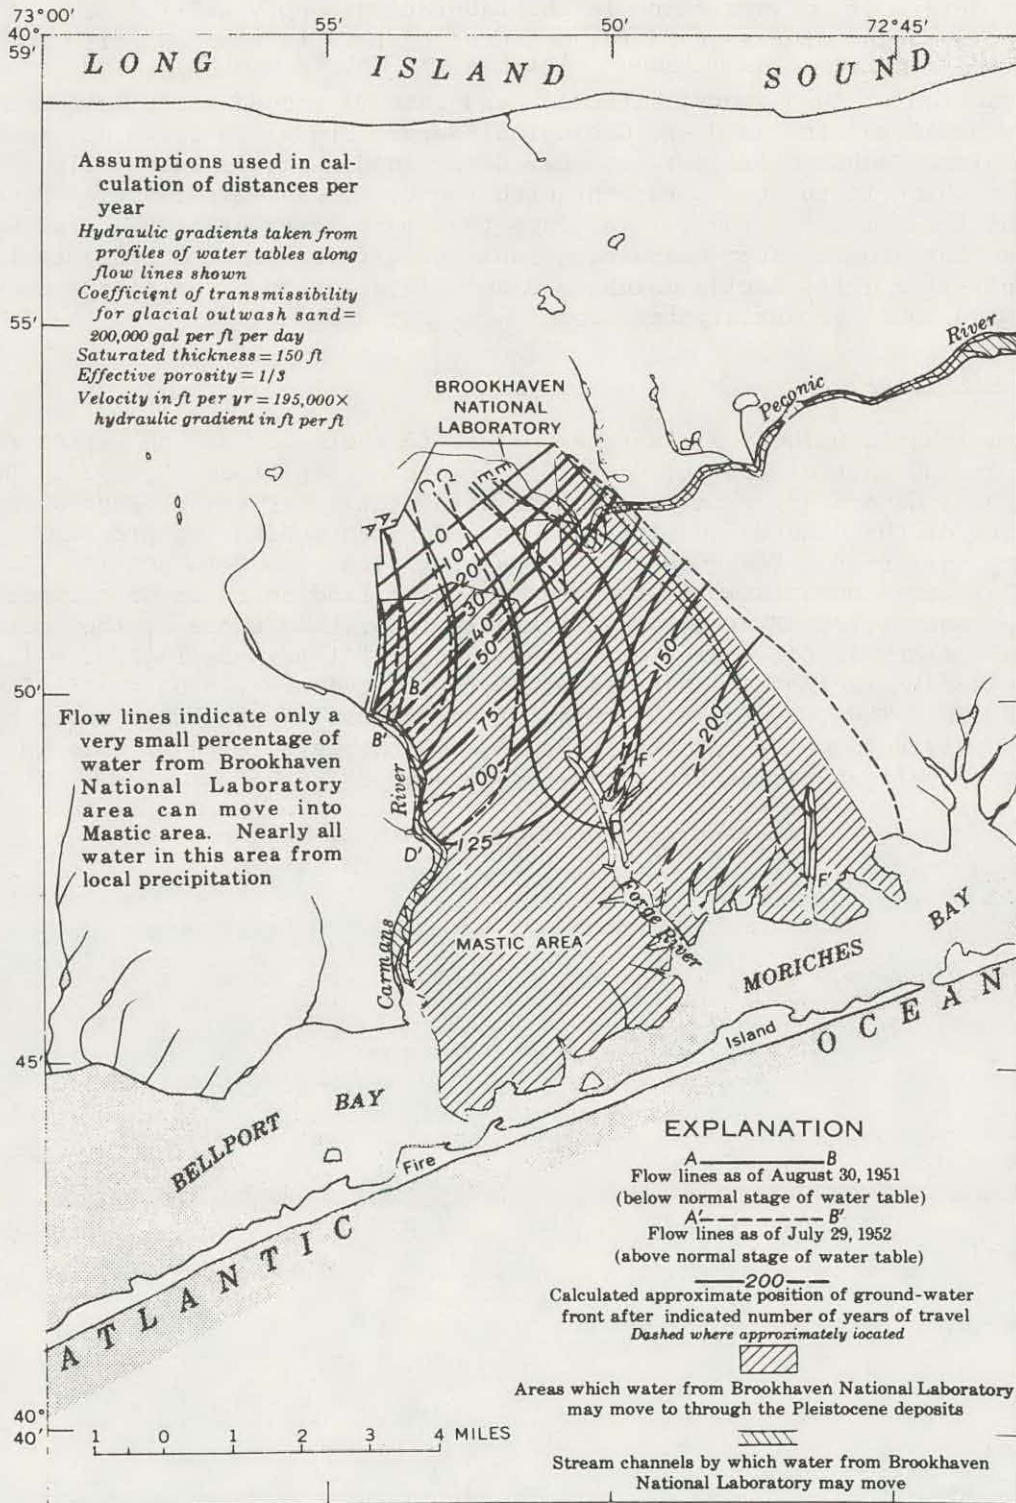 73°00′
55′
50′
72°45′
40°
59′
LONG ISLAND SOUND
Assumptions used in cal-
culation of distances per
year
Hydraulic gradients taken from
profiles of water tables along
flow lines shown
Coefficient of transmissibility
for glacial outwash sand=
200,000 gal per ft per day
Saturated thickness=150 ft
Effective porosity=1/3
Velocity in ft per yr=195,000×
hydraulic gradient in ft per ft
55′
BROOKHAVEN
NATIONAL
LABORATORY
Peconic River
A
A'
C
C'
E
E'
0
10
20
30
40
50
75
100
125
150
200
50′
B
B'
Flow lines indicate only a
very small percentage of
water from Brookhaven
National Laboratory
area can move into
Mastic area. Nearly all
water in this area from
local precipitation
Carmans River
D'
D
F
F'
Forge River
MASTIC AREA
MORICHES BAY
45′
BELLPORT BAY
Fire Island
ATLANTIC OCEAN
EXPLANATION
A B
Flow lines as of August 30, 1951
(below normal stage of water table)
A' B'
Flow lines as of July 29, 1952
(above normal stage of water table)
200
Calculated approximate position of ground-water
front after indicated number of years of travel
Dashed where approximately located
Areas which water from Brookhaven National Laboratory
may move to through the Pleistocene deposits
Stream channels by which water from Brookhaven
National Laboratory may move
40°
40′
1 0 1 2 3 4 MILES